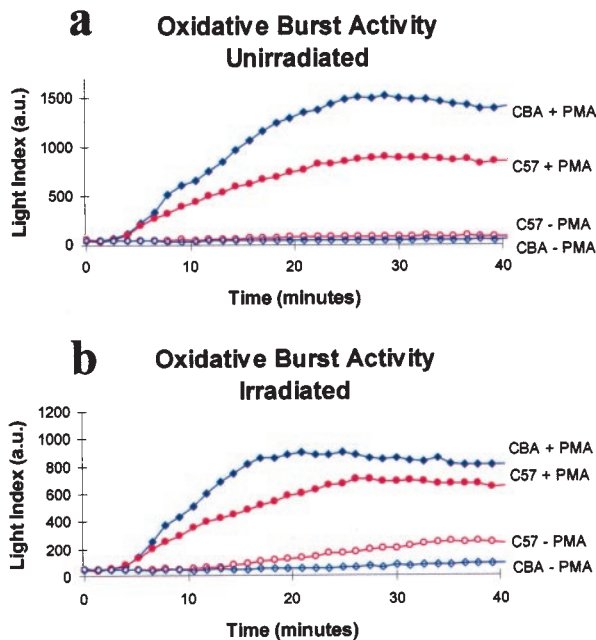 a
Oxidative Burst Activity
Unirradiated
Light Index (a.u.)
1500
1000
500
0
0 10 20 30 40
Time (minutes)
CBA + PMA
C57 + PMA
C57 - PMA
CBA - PMA
b
Oxidative Burst Activity
Irradiated
Light Index (a.u.)
1200
1000
800
600
400
200
0
0 10 20 30 40
Time (minutes)
CBA + PMA
C57 + PMA
C57 - PMA
CBA - PMA